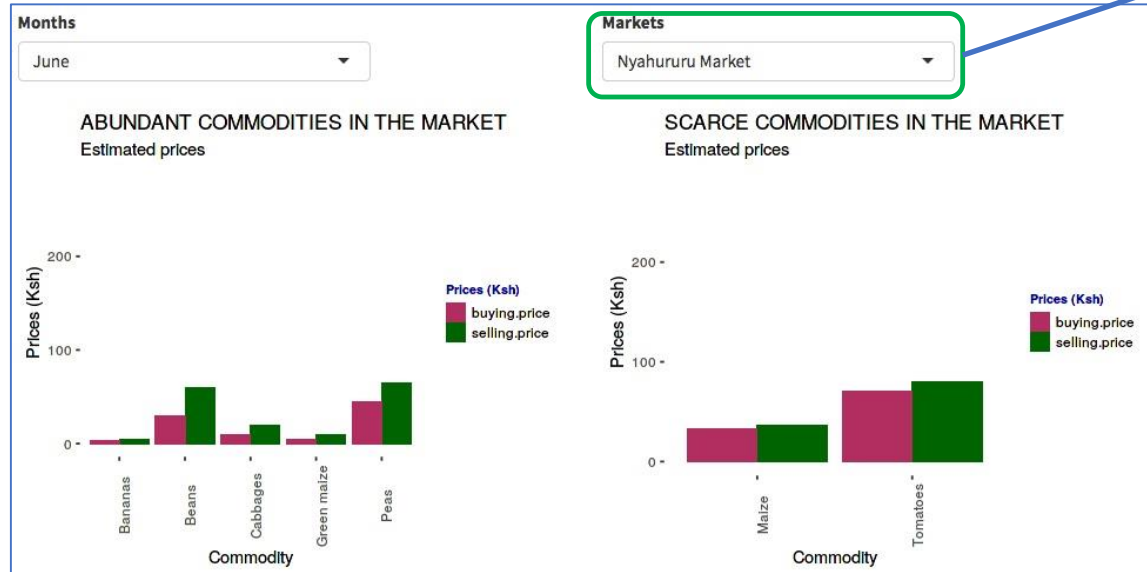 Months
June
Markets
Nyahururu Market
ABUNDANT COMMODITIES IN THE MARKET
Estimated prices
Prices (Ksh)
200
100
0
Bananas
Beans
Cabbages
Green maize
Peas
Commodity
Prices (Ksh)
buying.price
selling.price
SCARCE COMMODITIES IN THE MARKET
Estimated prices
Prices (Ksh)
200
100
0
Maize
Tomatoes
Commodity
Prices (Ksh)
buying.price
selling.price